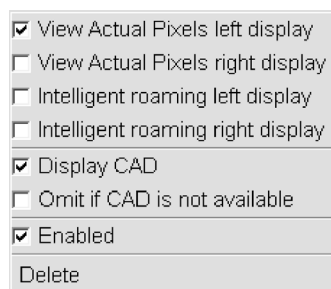 View Actual Pixels left display
View Actual Pixels right display
Intelligent roaming left display
Intelligent roaming right display
Display CAD
Omit if CAD is not available
Enabled
Delete